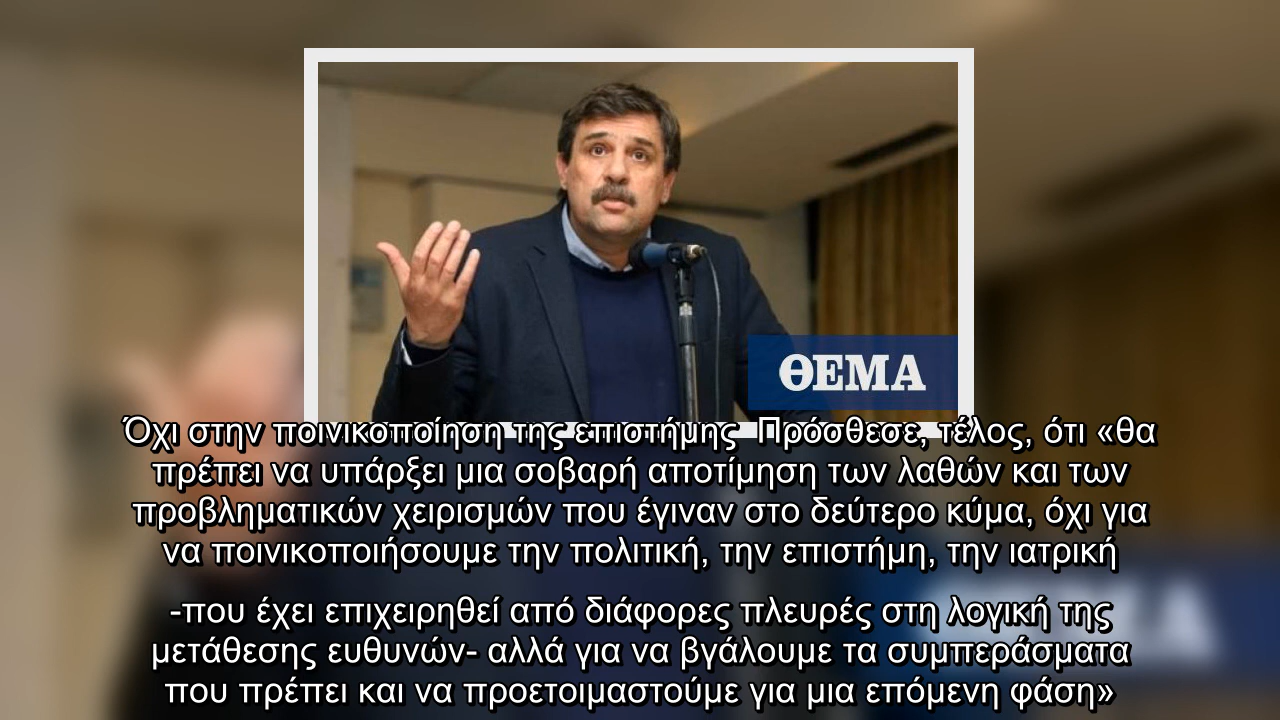 ΘΕΜΑ
Όχι στην ποινικοποίηση της επιστήμης  Πρόσθεσε, τέλος, ότι «θα
πρέπει να υπάρξει μια σοβαρή αποτίμηση των λαθών και των
προβληματικών χειρισμών που έγιναν στο δεύτερο κύμα, όχι για
να ποινικοποιήσουμε την πολιτική, την επιστήμη, την ιατρική
-που έχει επιχειρηθεί από διάφορες πλευρές στη λογική της
μετάθεσης ευθυνών- αλλά για να βγάλουμε τα συμπεράσματα
που πρέπει και να προετοιμαστούμε για μια επόμενη φάση»